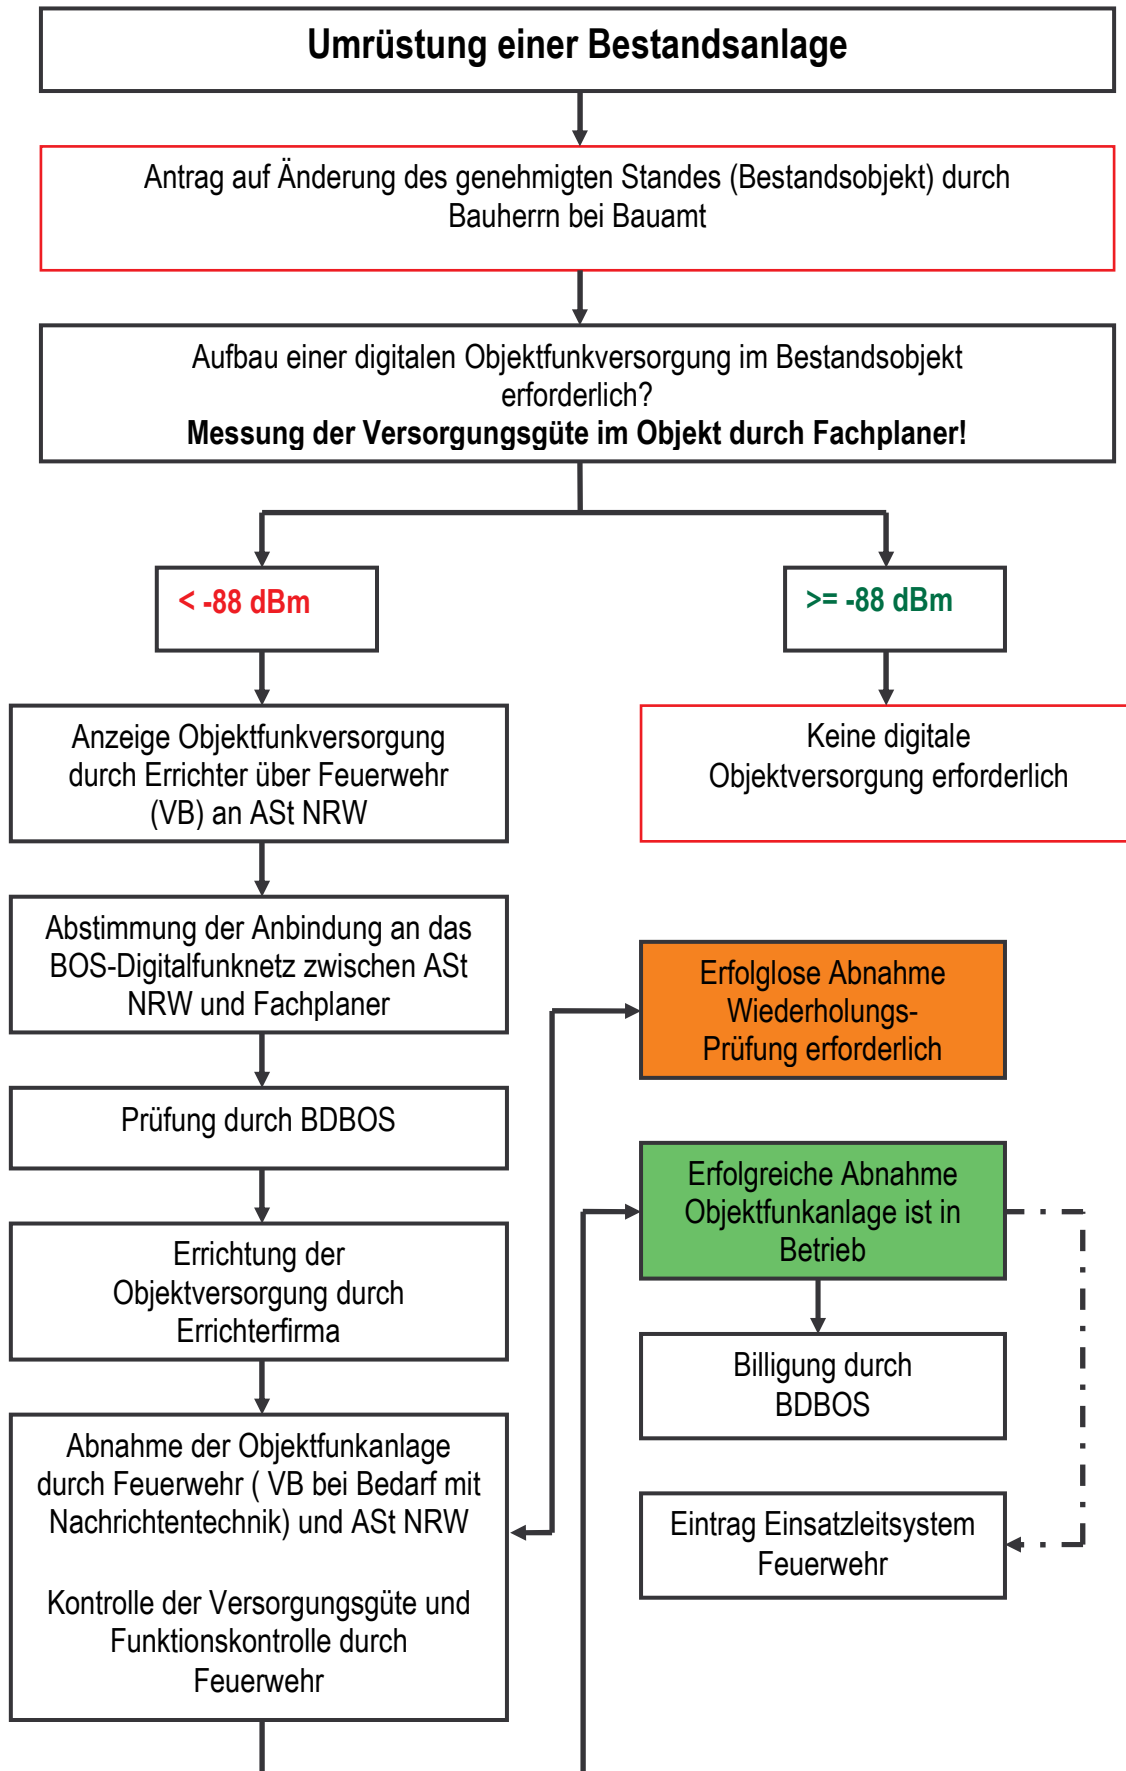 Umrüstung einer Bestandsanlage
Antrag auf Änderung des genehmigten Standes (Bestandsobjekt) durch
Bauherrn bei Bauamt
Aufbau einer digitalen Objektfunkversorgung im Bestandsobjekt
erforderlich?
Messung der Versorgungsgüte im Objekt durch Fachplaner!
< -88 dBm
>= -88 dBm
Anzeige Objektfunkversorgung
durch Errichter über Feuerwehr
(VB) an ASt NRW
Keine digitale
Objektversorgung erforderlich
Abstimmung der Anbindung an das
BOS-Digitalfunknetz zwischen ASt
NRW und Fachplaner
Erfolglose Abnahme
Wiederholungs-
Prüfung erforderlich
Prüfung durch BDBOS
Erfolgreiche Abnahme
Objektfunkanlage ist in
Betrieb
Errichtung der
Objektversorgung durch
Errichterfirma
Billigung durch
BDBOS
Abnahme der Objektfunkanlage
durch Feuerwehr ( VB bei Bedarf mit
Nachrichtentechnik) und ASt NRW
Kontrolle der Versorgungsgüte und
Funktionskontrolle durch
Feuerwehr
Eintrag Einsatzleitsystem
Feuerwehr